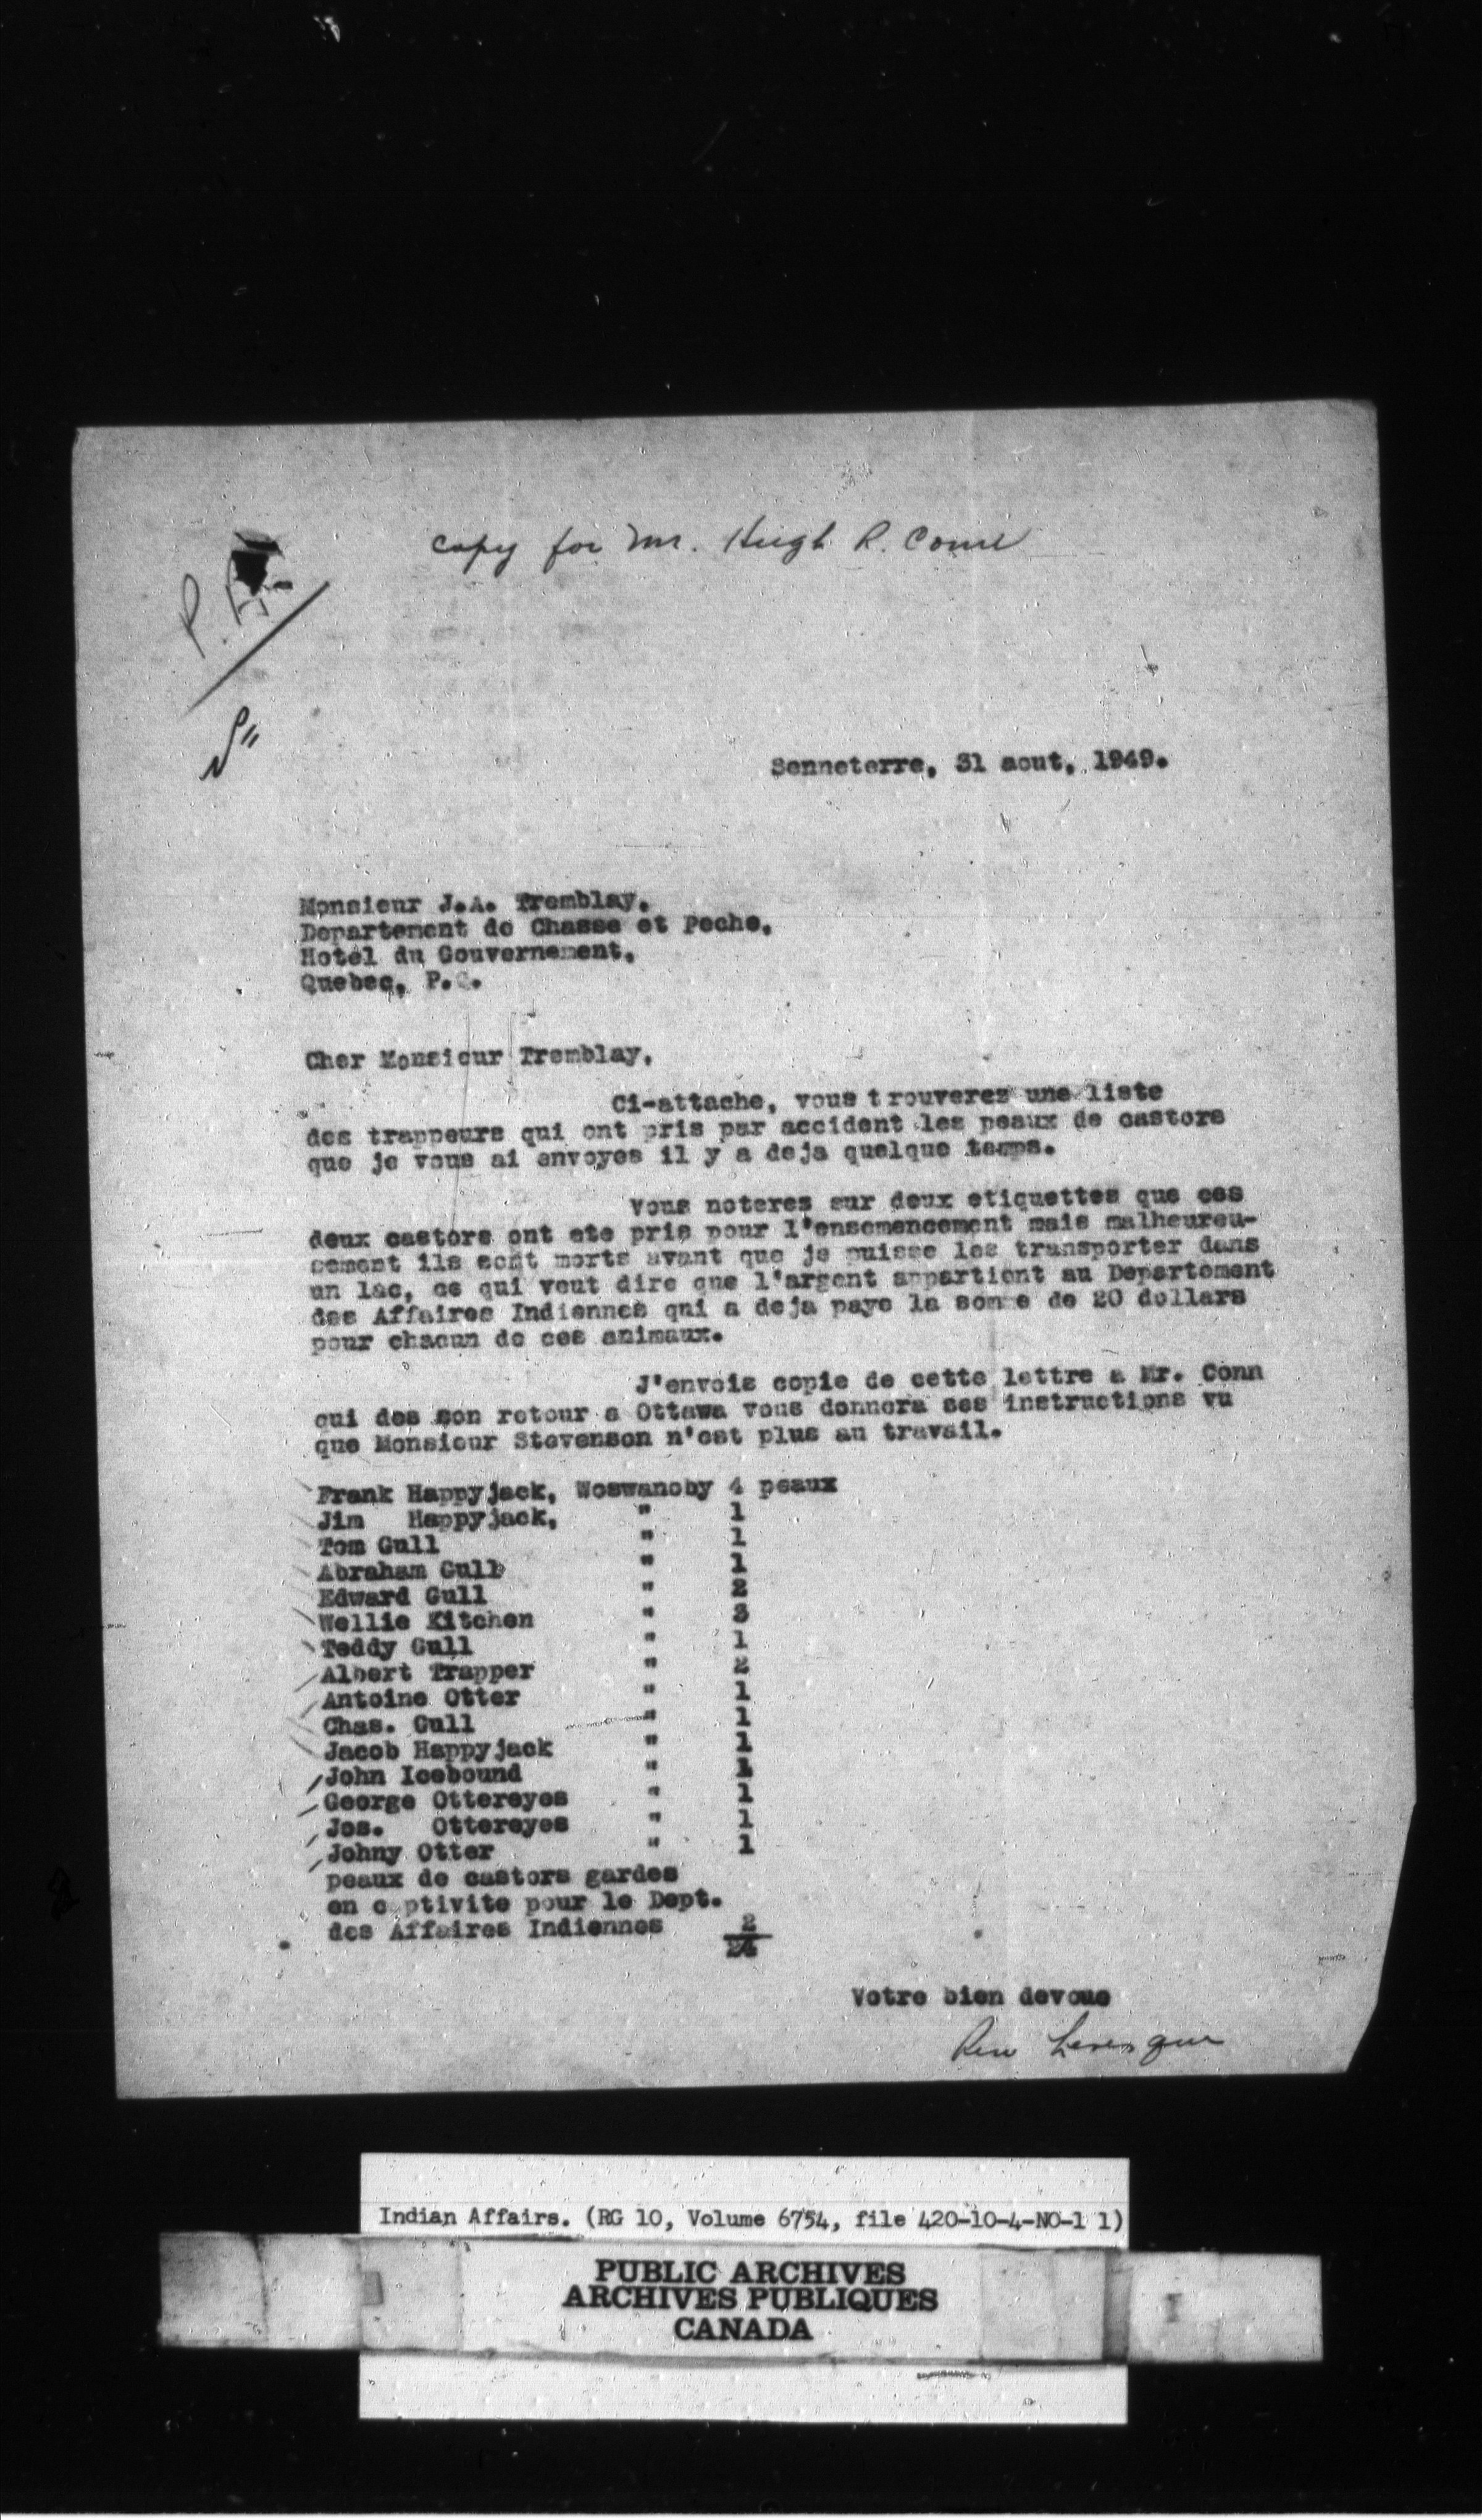 copy for Mr. Hugh R. Conn
P.
Senneterre, 31 aout, 1949.
Monsieur J.A. Tremblay,
Departement de Chasse et Peche,
Hotel du Gouvernement,
Quebec, P.Q.
Cher Monsieur Tremblay,
Ci-attache, vous trouverez une liste
des trappeurs qui ont pris par accident les peaux de castors
que je vous ai envoyes il y a deja quelque temps.
Vous noteres sur deux etiquettes que ces
deux castors ont ete pris pour l'ensemencement mais malheureu-
sement ils sont morts avant que je puisse les transporter dans
un lac, ce qui veut dire que l'argent appartient au Departement
des Affaires Indiennes qui a deja paye la somme de 20 dollars
pour chacun de ces animaux.
J'envois copie de cette lettre a Mr. Conn
qui des son retour a Ottawa vous donnera ses instructions vu
que Monsieur Stevenson n'est plus au travail.
Frank Happyjack, Woswanoby 4 peaux
Jim Happyjack, " 1
Tom Gull " 1
Abraham Gull " 1
Edward Gull " 2
Wellie Kitchen " 3
Teddy Gull " 1
Albert Trapper " 2
Antoine Otter " 1
Chas. Gull " 1
Jacob Happyjack " 1
John Icebound " 1
George Ottereyes " 1
Jos. Ottereyes " 1
Johny Otter " 1
peaux de castors gardes
en captivite pour le Dept.
des Affaires Indiennes 2
24
Votre bien devoue
Rene Levesque
Indian Affairs. (RG 10, Volume 6754, file 420-10-4-NO-1 1)
PUBLIC ARCHIVES
ARCHIVES PUBLIQUES
CANADA